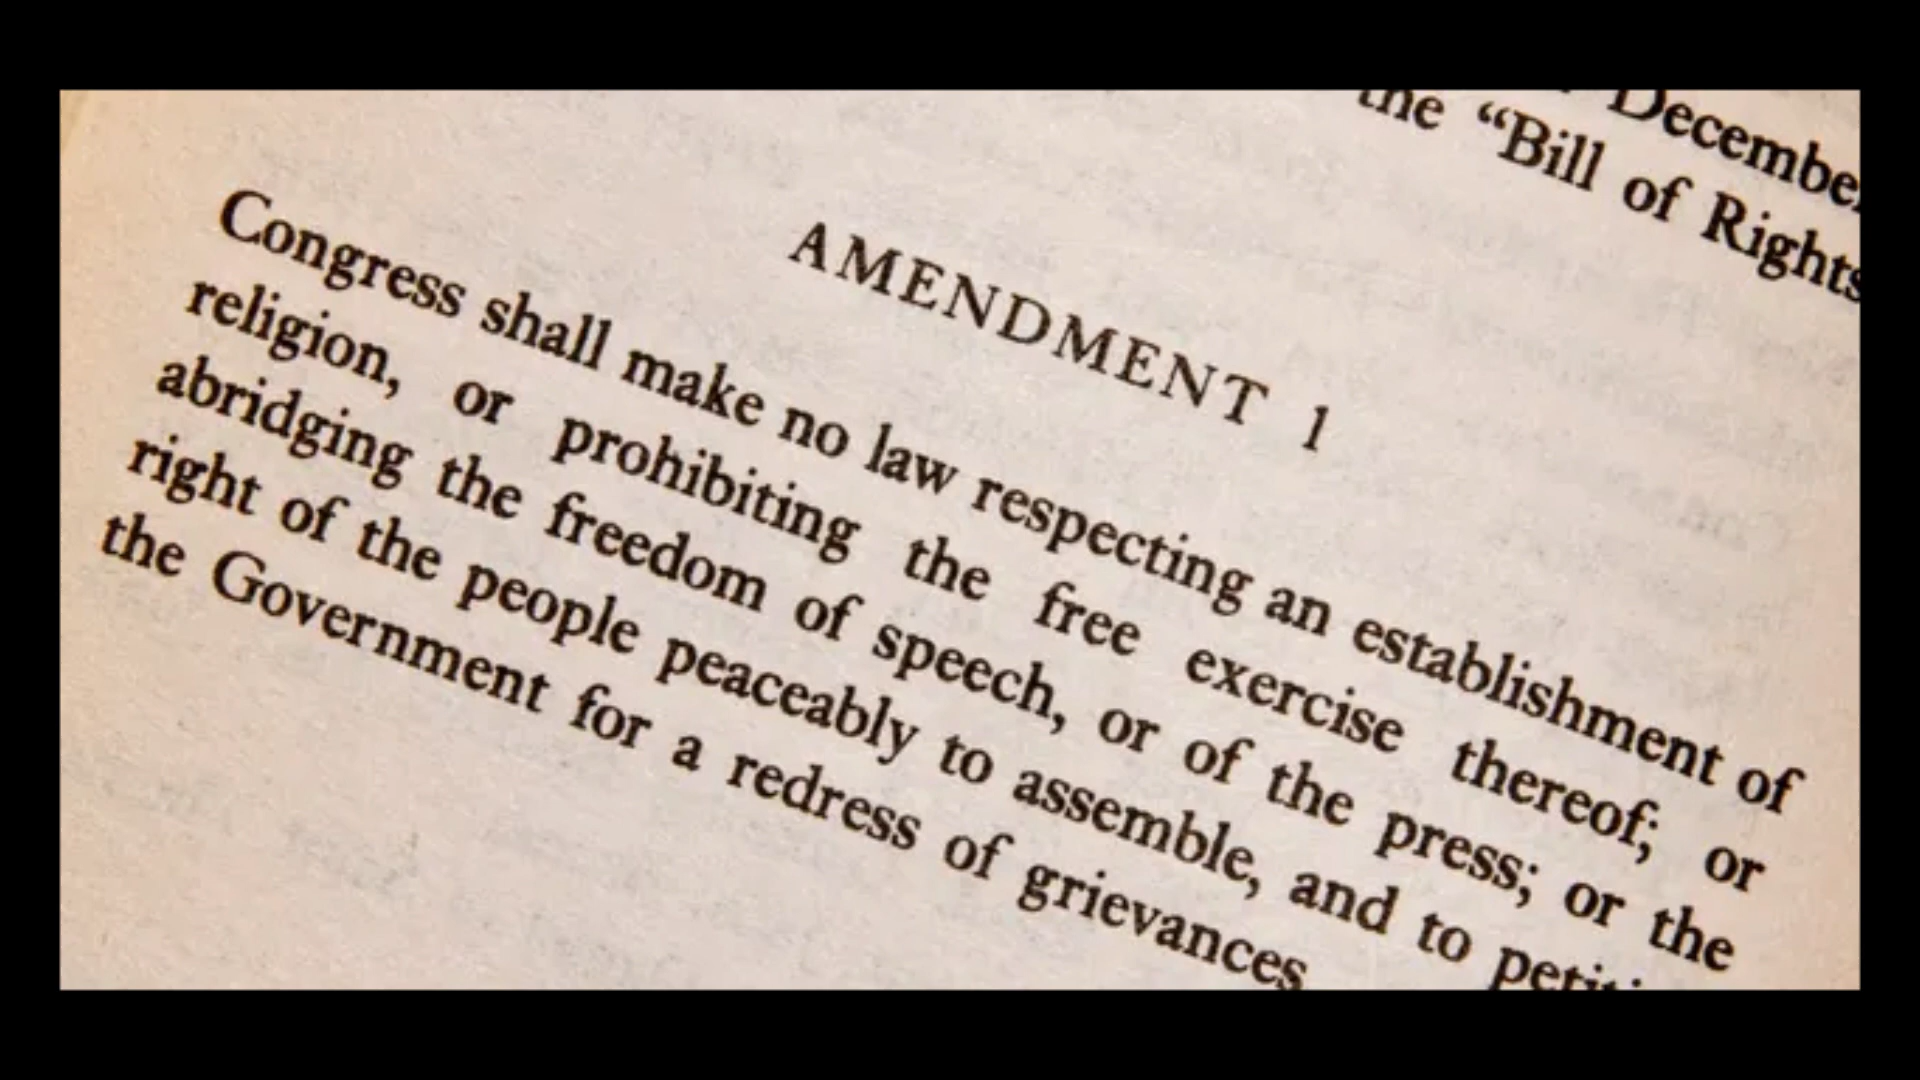 December
the “Bill of Rights
AMENDMENT 1
Congress shall make no law respecting an establishment of
religion, or prohibiting the free exercise thereof; or
abridging the freedom of speech, or of the press; or the
right of the people peaceably to assemble, and to petiti
the Government for a redress of grievances